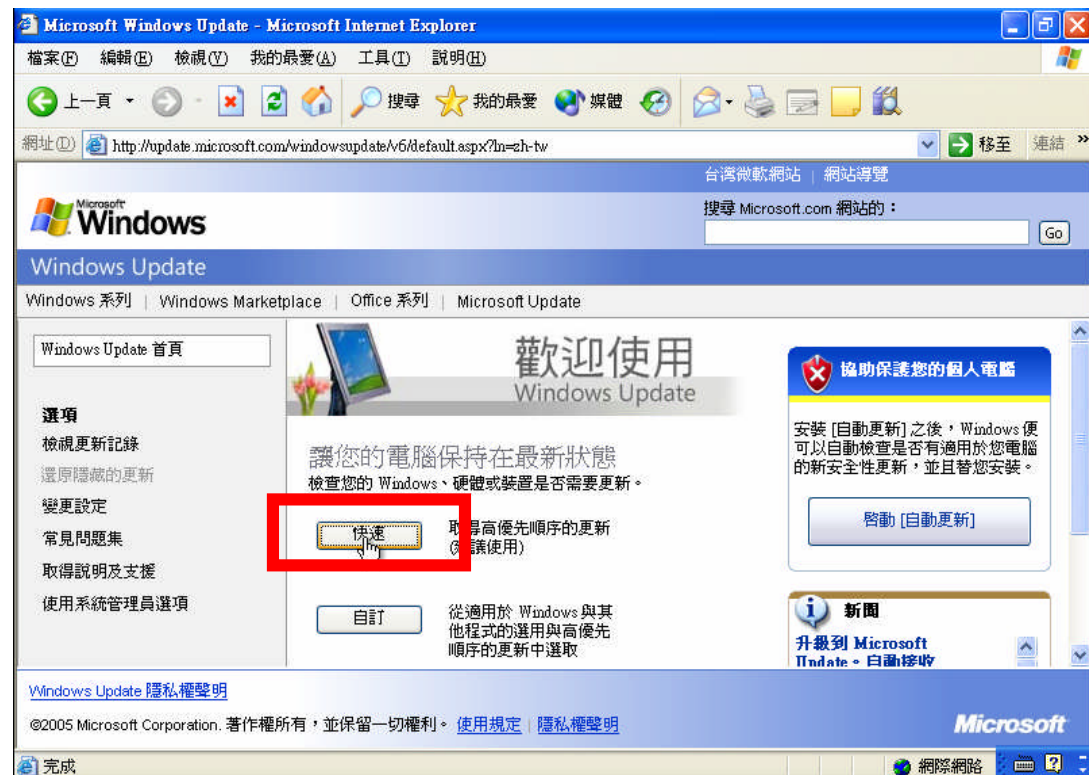 Microsoft Windows Update - Microsoft Internet Explorer
檔案(F) 編輯(E) 檢視(V) 我的最愛(A) 工具(T) 說明(H)
上一頁 搜尋 我的最愛 媒體
網址(D) http://update.microsoft.com/windowsupdate/v6/default.aspx?ln=zh-tw 移至 連結 »
台灣微軟網站 | 網站導覽
Microsoft
Windows
搜尋 Microsoft.com 網站的：
Go
Windows Update
Windows 系列 | Windows Marketplace | Office 系列 | Microsoft Update
Windows Update 首頁
選項
檢視更新記錄
還原隱藏的更新
變更設定
常見問題集
取得說明及支援
使用系統管理員選項
歡迎使用
Windows Update
讓您的電腦保持在最新狀態
檢查您的 Windows、硬體或裝置是否需要更新。
快速
取得高優先順序的更新
(建議使用)
自訂
從適用於 Windows 與其
他程式的選用與高優先
順序的更新中選取
協助保護您的個人電腦
安裝 [自動更新] 之後，Windows 便
可以自動檢查是否有適用於您電腦
的新安全性更新，並且替您安裝。
啓動 [自動更新]
新聞
升級到 Microsoft
Update。自動接收
Windows Update 隱私權聲明
©2005 Microsoft Corporation. 著作權所有，並保留一切權利。 使用規定 | 隱私權聲明
Microsoft
完成
網際網路